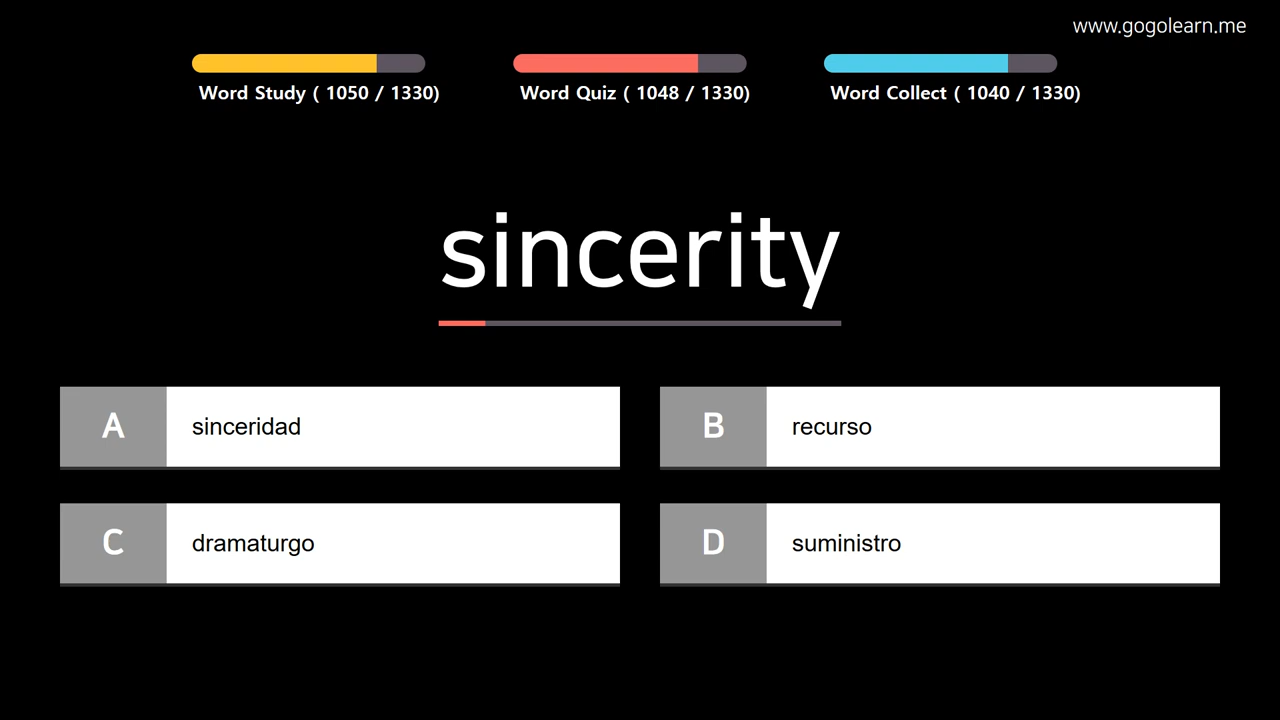 www.gogolearn.me
Word Study ( 1050 / 1330)
Word Quiz ( 1048 / 1330)
Word Collect ( 1040 / 1330)
sincerity
A sinceridad
B recurso
C dramaturgo
D suministro